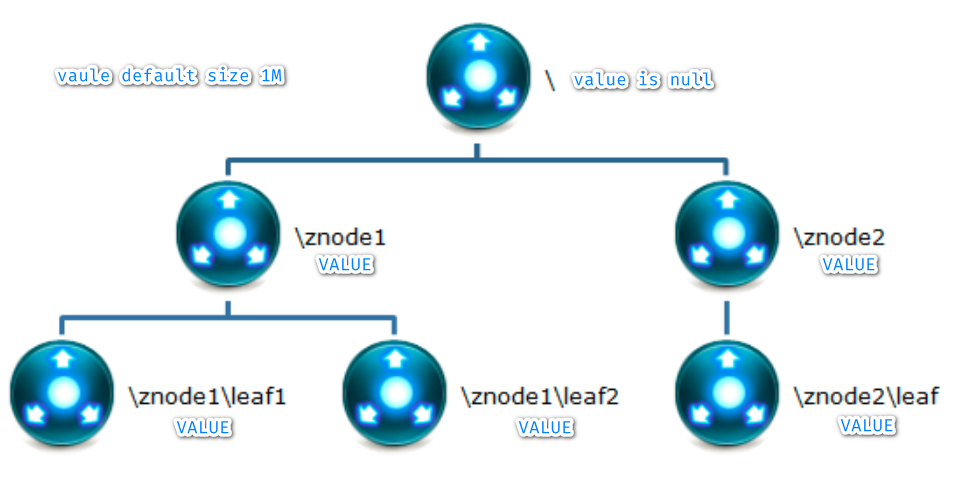 vaule default size 1M
\ value is null
\znode1
VALUE
\znode2
VALUE
\znode1\leaf1
VALUE
\znode1\leaf2
VALUE
\znode2\leaf
VALUE